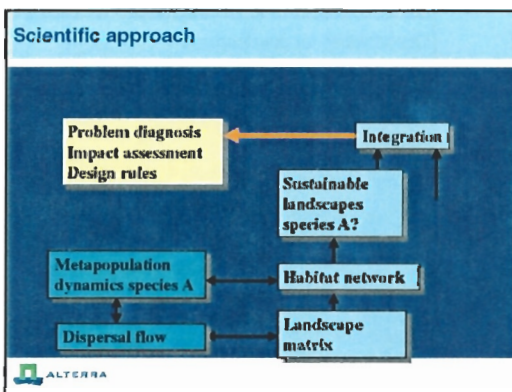 Scientific approach
Problem diagnosis
Impact assessment
Design rules
Integration
Sustainable
landscapes
species A?
Metapopulation
dynamics species A
Habitat network
Dispersal flow
Landscape
matrix
ALTERRA